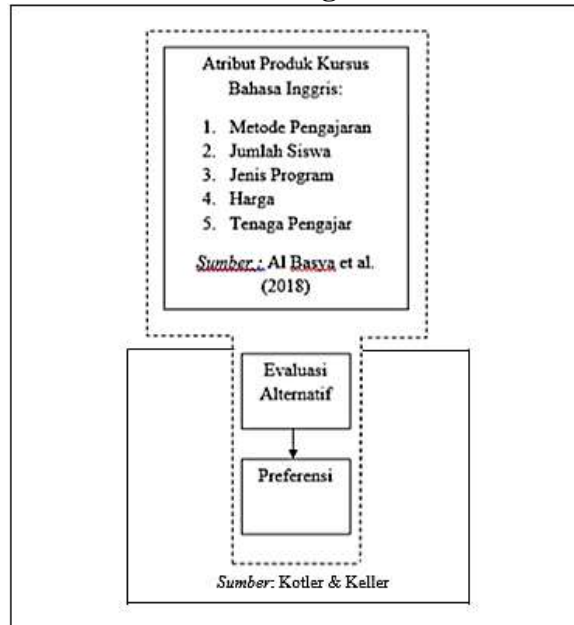 Atribut Produk Kursus
Bahasa Inggris:
1. Metode Pengajaran
2. Jumlah Siswa
3. Jenis Program
4. Harga
5. Tenaga Pengajar
Sumber : Al Basya et al.
(2018)
Evaluasi
Alternatif
Preferensi
Sumber: Kotler & Keller